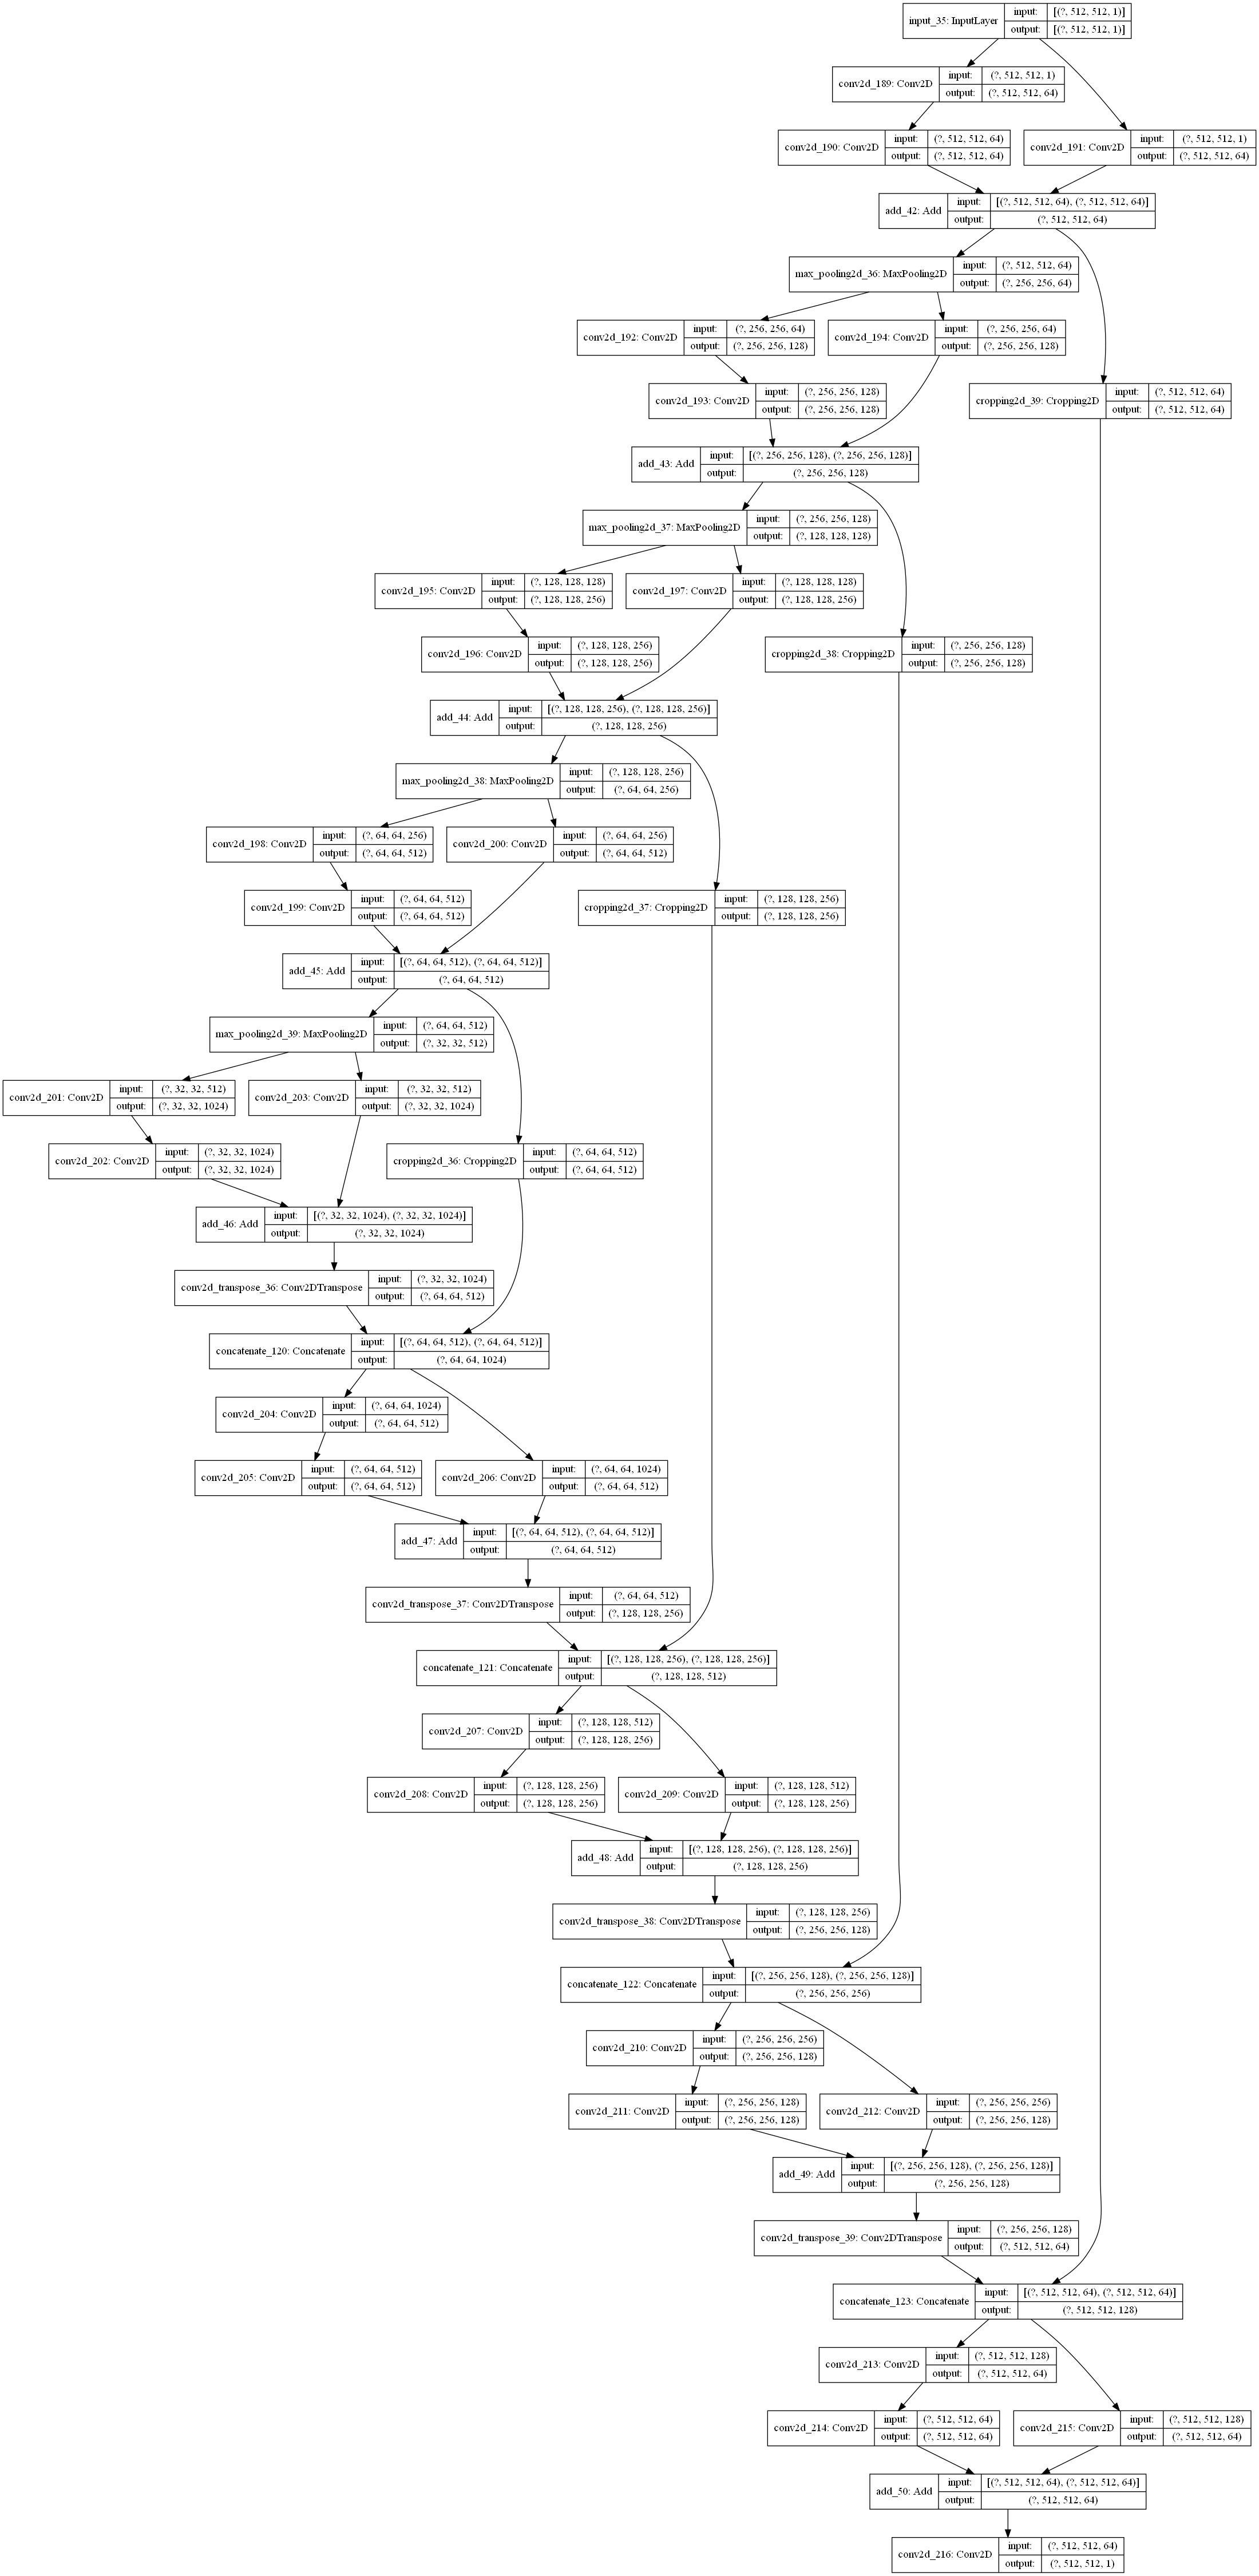 input_35: InputLayer
input: [(?, 512, 512, 1)]
output: [(?, 512, 512, 1)]
conv2d_189: Conv2D
input: (?, 512, 512, 1)
output: (?, 512, 512, 64)
conv2d_190: Conv2D
input: (?, 512, 512, 64)
output: (?, 512, 512, 64)
conv2d_191: Conv2D
input: (?, 512, 512, 1)
output: (?, 512, 512, 64)
add_42: Add
input: [(?, 512, 512, 64), (?, 512, 512, 64)]
output: (?, 512, 512, 64)
max_pooling2d_36: MaxPooling2D
input: (?, 512, 512, 64)
output: (?, 256, 256, 64)
conv2d_192: Conv2D
input: (?, 256, 256, 64)
output: (?, 256, 256, 128)
conv2d_194: Conv2D
input: (?, 256, 256, 64)
output: (?, 256, 256, 128)
conv2d_193: Conv2D
input: (?, 256, 256, 128)
output: (?, 256, 256, 128)
cropping2d_39: Cropping2D
input: (?, 512, 512, 64)
output: (?, 512, 512, 64)
add_43: Add
input: [(?, 256, 256, 128), (?, 256, 256, 128)]
output: (?, 256, 256, 128)
max_pooling2d_37: MaxPooling2D
input: (?, 256, 256, 128)
output: (?, 128, 128, 128)
conv2d_195: Conv2D
input: (?, 128, 128, 128)
output: (?, 128, 128, 256)
conv2d_197: Conv2D
input: (?, 128, 128, 128)
output: (?, 128, 128, 256)
conv2d_196: Conv2D
input: (?, 128, 128, 256)
output: (?, 128, 128, 256)
cropping2d_38: Cropping2D
input: (?, 256, 256, 128)
output: (?, 256, 256, 128)
add_44: Add
input: [(?, 128, 128, 256), (?, 128, 128, 256)]
output: (?, 128, 128, 256)
max_pooling2d_38: MaxPooling2D
input: (?, 128, 128, 256)
output: (?, 64, 64, 256)
conv2d_198: Conv2D
input: (?, 64, 64, 256)
output: (?, 64, 64, 512)
conv2d_200: Conv2D
input: (?, 64, 64, 256)
output: (?, 64, 64, 512)
conv2d_199: Conv2D
input: (?, 64, 64, 512)
output: (?, 64, 64, 512)
cropping2d_37: Cropping2D
input: (?, 128, 128, 256)
output: (?, 128, 128, 256)
add_45: Add
input: [(?, 64, 64, 512), (?, 64, 64, 512)]
output: (?, 64, 64, 512)
max_pooling2d_39: MaxPooling2D
input: (?, 64, 64, 512)
output: (?, 32, 32, 512)
conv2d_201: Conv2D
input: (?, 32, 32, 512)
output: (?, 32, 32, 1024)
conv2d_203: Conv2D
input: (?, 32, 32, 512)
output: (?, 32, 32, 1024)
conv2d_202: Conv2D
input: (?, 32, 32, 1024)
output: (?, 32, 32, 1024)
cropping2d_36: Cropping2D
input: (?, 64, 64, 512)
output: (?, 64, 64, 512)
add_46: Add
input: [(?, 32, 32, 1024), (?, 32, 32, 1024)]
output: (?, 32, 32, 1024)
conv2d_transpose_36: Conv2DTranspose
input: (?, 32, 32, 1024)
output: (?, 64, 64, 512)
concatenate_120: Concatenate
input: [(?, 64, 64, 512), (?, 64, 64, 512)]
output: (?, 64, 64, 1024)
conv2d_204: Conv2D
input: (?, 64, 64, 1024)
output: (?, 64, 64, 512)
conv2d_205: Conv2D
input: (?, 64, 64, 512)
output: (?, 64, 64, 512)
conv2d_206: Conv2D
input: (?, 64, 64, 1024)
output: (?, 64, 64, 512)
add_47: Add
input: [(?, 64, 64, 512), (?, 64, 64, 512)]
output: (?, 64, 64, 512)
conv2d_transpose_37: Conv2DTranspose
input: (?, 64, 64, 512)
output: (?, 128, 128, 256)
concatenate_121: Concatenate
input: [(?, 128, 128, 256), (?, 128, 128, 256)]
output: (?, 128, 128, 512)
conv2d_207: Conv2D
input: (?, 128, 128, 512)
output: (?, 128, 128, 256)
conv2d_208: Conv2D
input: (?, 128, 128, 256)
output: (?, 128, 128, 256)
conv2d_209: Conv2D
input: (?, 128, 128, 512)
output: (?, 128, 128, 256)
add_48: Add
input: [(?, 128, 128, 256), (?, 128, 128, 256)]
output: (?, 128, 128, 256)
conv2d_transpose_38: Conv2DTranspose
input: (?, 128, 128, 256)
output: (?, 256, 256, 128)
concatenate_122: Concatenate
input: [(?, 256, 256, 128), (?, 256, 256, 128)]
output: (?, 256, 256, 256)
conv2d_210: Conv2D
input: (?, 256, 256, 256)
output: (?, 256, 256, 128)
conv2d_211: Conv2D
input: (?, 256, 256, 128)
output: (?, 256, 256, 128)
conv2d_212: Conv2D
input: (?, 256, 256, 256)
output: (?, 256, 256, 128)
add_49: Add
input: [(?, 256, 256, 128), (?, 256, 256, 128)]
output: (?, 256, 256, 128)
conv2d_transpose_39: Conv2DTranspose
input: (?, 256, 256, 128)
output: (?, 512, 512, 64)
concatenate_123: Concatenate
input: [(?, 512, 512, 64), (?, 512, 512, 64)]
output: (?, 512, 512, 128)
conv2d_213: Conv2D
input: (?, 512, 512, 128)
output: (?, 512, 512, 64)
conv2d_214: Conv2D
input: (?, 512, 512, 64)
output: (?, 512, 512, 64)
conv2d_215: Conv2D
input: (?, 512, 512, 128)
output: (?, 512, 512, 64)
add_50: Add
input: [(?, 512, 512, 64), (?, 512, 512, 64)]
output: (?, 512, 512, 64)
conv2d_216: Conv2D
input: (?, 512, 512, 64)
output: (?, 512, 512, 1)